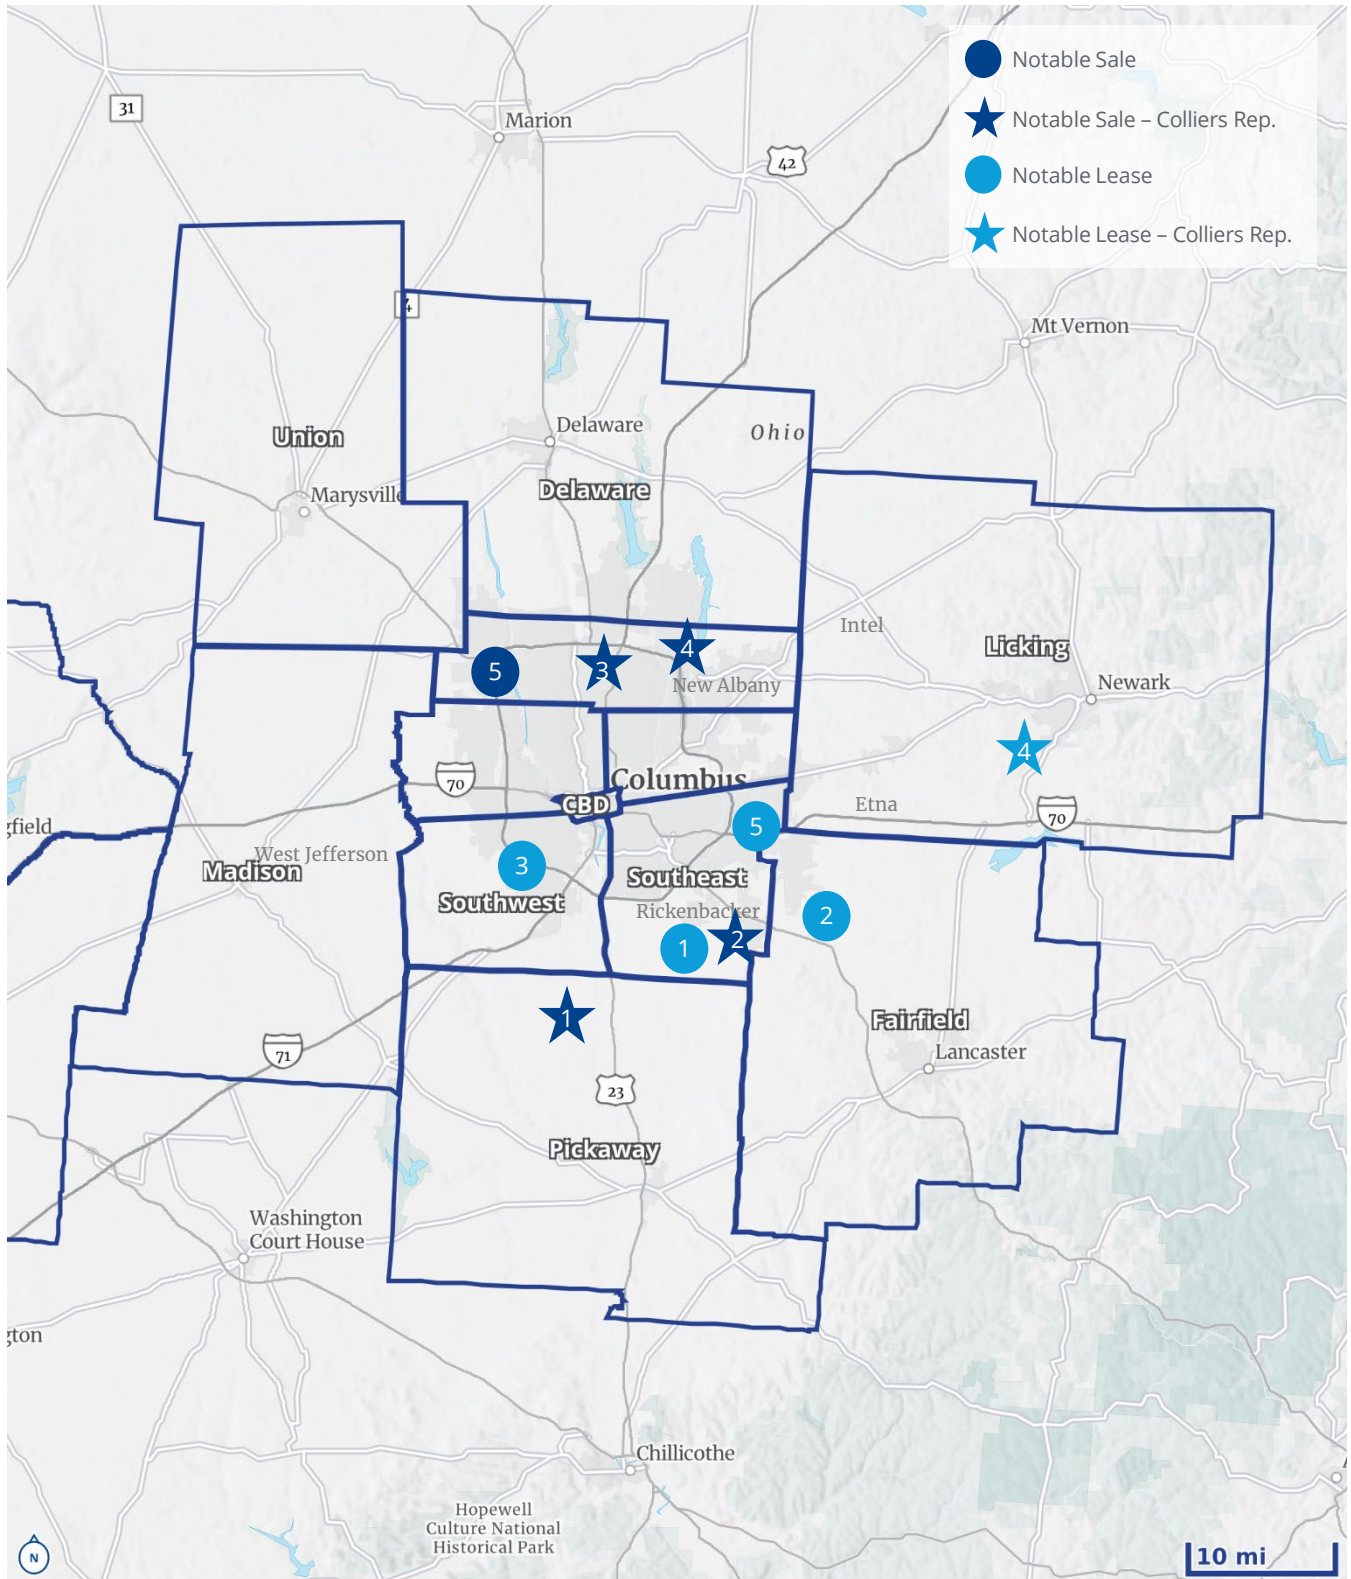 Notable Sale
Notable Sale – Colliers Rep.
Notable Lease
Notable Lease – Colliers Rep.
31
Marion
42
4
Mt Vernon
Union
Delaware
Ohio
Marysville
Delaware
Intel
Licking
5
3
4
New Albany
Newark
4
70
Columbus
CBD
Etna
70
gfield
5
West Jefferson
Madison
3
Southeast
Southwest
Rickenbacker
2
1
2
1
Fairfield
71
Lancaster
23
Pickaway
Washington
Court House
gton
Chillicothe
Hopewell
Culture National
Historical Park
N
10 mi